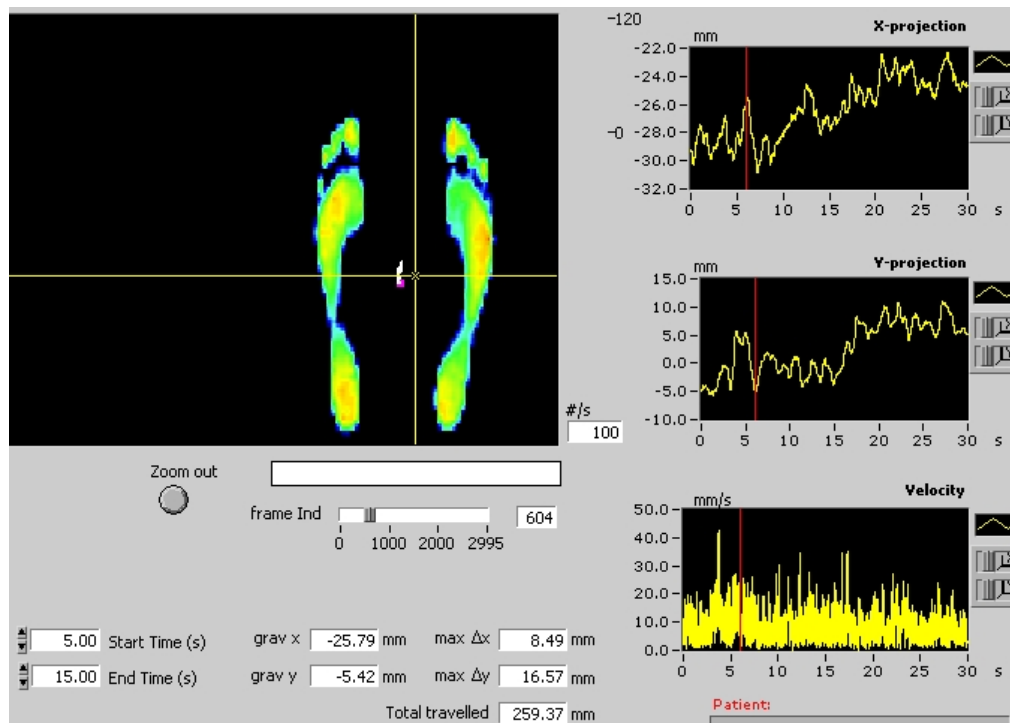 -120
-0
X-projection
mm
-22.0
-24.0
-26.0
-28.0
-30.0
-32.0
0 5 10 15 20 25 30 s
Y-projection
mm
15.0
10.0
5.0
0.0
-5.0
-10.0
0 5 10 15 20 25 30 s
#/s
100
Zoom out
frame Ind
604
0 1000 2000 2995
Velocity
mm/s
50.0
40.0
30.0
20.0
10.0
0.0
0 5 10 15 20 25 30 s
5.00 Start Time (s) grav x -25.79 mm max Δx 8.49 mm
15.00 End Time (s) grav y -5.42 mm max Δy 16.57 mm
Total travelled 259.37 mm
Patient: